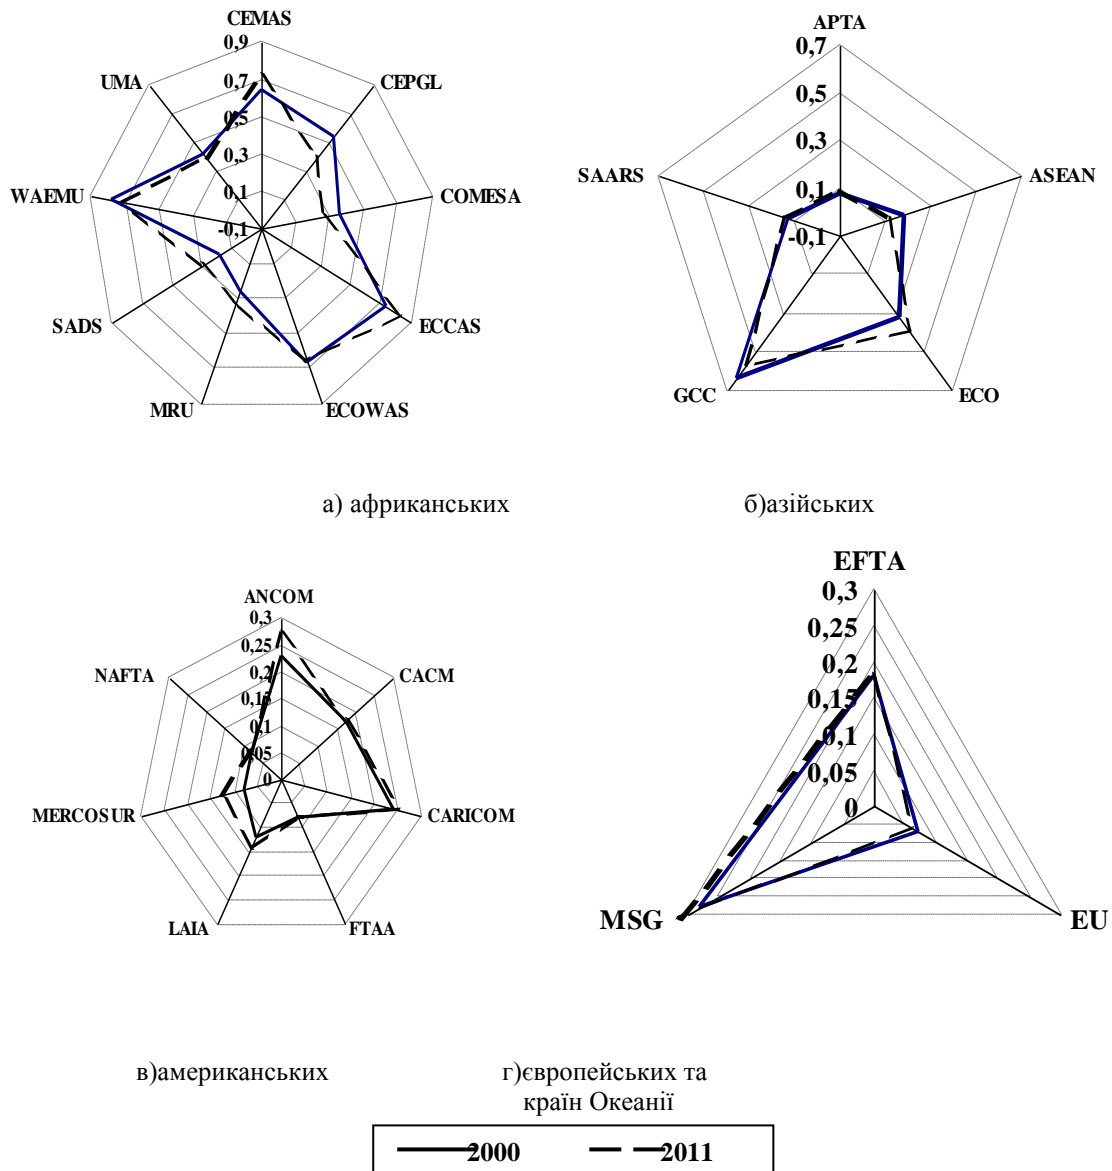 CEMAS
0,9
UMA
0,7
CEPGL
0,5
0,3
WAEMU
0,1
COMESA
-0,1
SADS
ECCAS
MRU
ECOWAS
а) африканських
APTA
0,7
0,5
0,3
SAARS
0,1
ASEAN
-0,1
GCC
ECO
б)азійських
ANCOM
0,3
0,25
NAFTA
0,2
CACM
0,15
0,1
0,05
0
MERCOSUR
CARICOM
LAIA
FTAA
в)американських
EFTA
0,3
0,25
0,2
0,15
0,1
0,05
0
MSG
EU
г)європейських та
країн Океанії
2000 2011